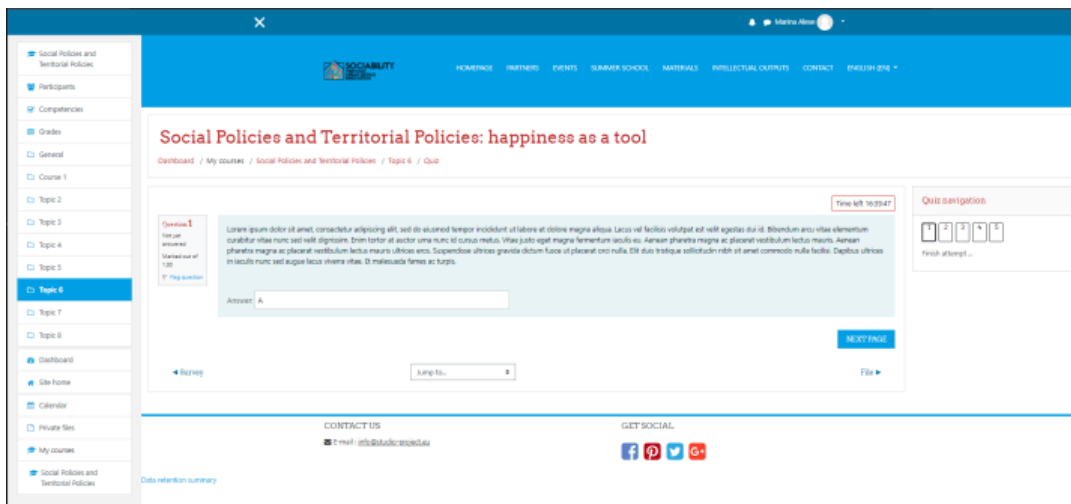 Marina Aliese
Social Policies and
Territorial Policies
Participants
Competencies
Grades
General
Course 1
Topic 2
Topic 3
Topic 4
Topic 5
Topic 6
Topic 7
Topic 8
Dashboard
Site home
Calendar
Private files
My courses
Social Policies and
Territorial Policies
SOCIABILITY
HOMEPAGE PARTNERS EVENTS SUMMER SCHOOL MATERIALS INTELLECTUAL OUTPUTS CONTACT ENGLISH (EN)
Social Policies and Territorial Policies: happiness as a tool
Dashboard / My courses / Social Policies and Territorial Policies / Topic 6 / Quiz
Time left 16:39:47
Question 1
Not yet
answered
Marked out of
1.00
Flag question
Lorem ipsum dolor sit amet, consectetur adipiscing elit, sed do eiusmod tempor incididunt ut labore et dolore magna aliqua. Lacus vel facilisis volutpat est velit egestas dui id. Bibendum arcu vitae elementum
curabitur vitae nunc sed velit dignissim. Enim tortor at auctor urna nunc id cursus metus. Vitae justo eget magna fermentum iaculis eu. Aenean pharetra magna ac placerat vestibulum lectus mauris. Aenean
pharetra magna ac placerat vestibulum lectus mauris ultrices eros. Suspendisse ultrices gravida dictum fusce ut placerat orci nulla. Elit duis tristique sollicitudin nibh sit amet commodo nulla facilisi. Dapibus ultrices
in iaculis nunc sed augue lacus viverra vitae. Et malesuada fames ac turpis.
Answer: A
NEXT PAGE
◄ Survey
Jump to...
File ►
Quiz navigation
1 2 3 4 5
Finish attempt ...
CONTACT US
E-mail : info@studio-project.eu
GET SOCIAL
Data retention summary